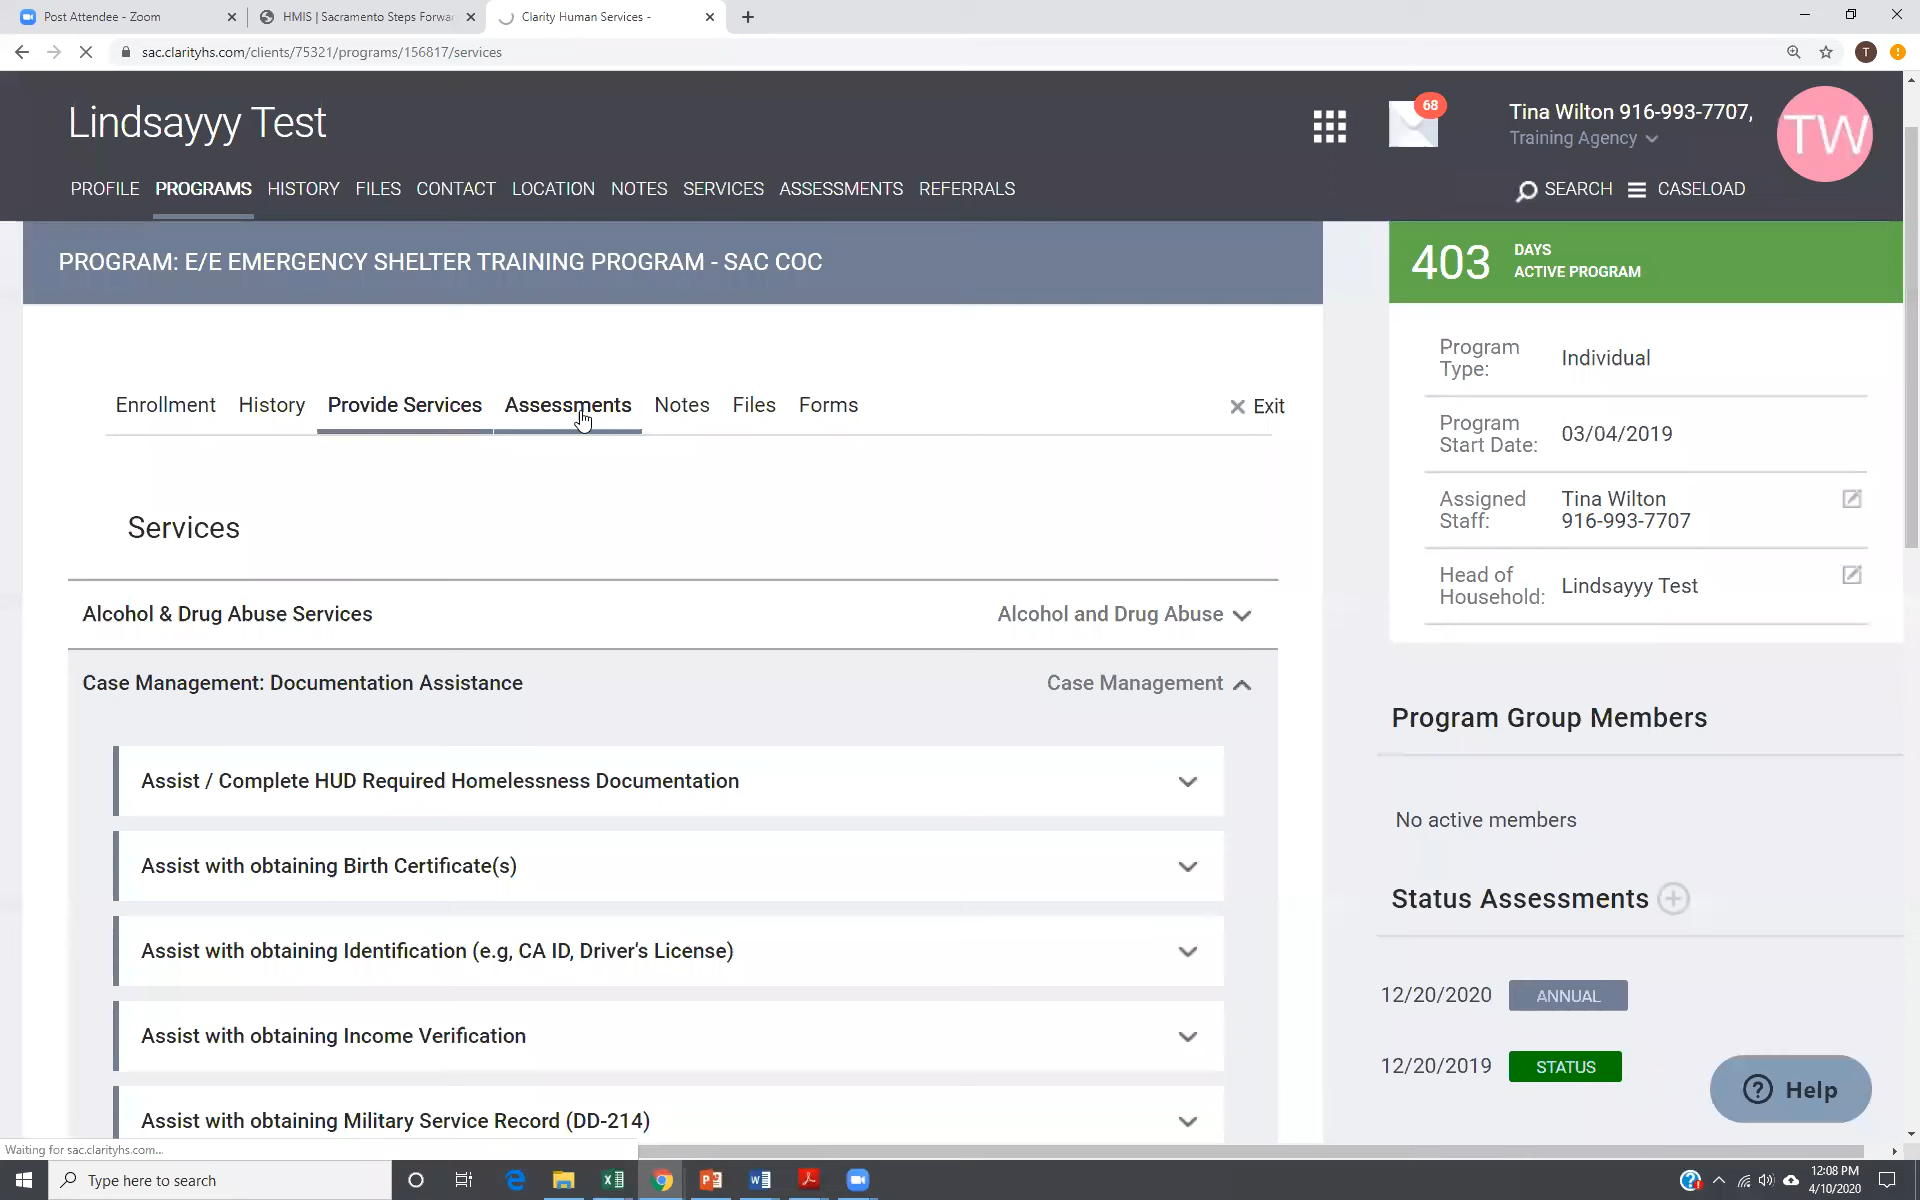 Post Attendee - Zoom
HMIS | Sacramento Steps Forwa
Clarity Human Services -
sac.clarityhs.com/clients/75321/programs/156817/services
T
Lindsayyy Test
68
Tina Wilton 916-993-7707,
Training Agency
TW
PROFILE PROGRAMS HISTORY FILES CONTACT LOCATION NOTES SERVICES ASSESSMENTS REFERRALS
SEARCH CASELOAD
PROGRAM: E/E EMERGENCY SHELTER TRAINING PROGRAM - SAC COC
Enrollment History Provide Services Assessments Notes Files Forms
Exit
Services
Alcohol & Drug Abuse Services
Alcohol and Drug Abuse
Case Management: Documentation Assistance
Case Management
Assist / Complete HUD Required Homelessness Documentation
Assist with obtaining Birth Certificate(s)
Assist with obtaining Identification (e.g, CA ID, Driver's License)
Assist with obtaining Income Verification
Assist with obtaining Military Service Record (DD-214)
403
DAYS
ACTIVE PROGRAM
Program
Type:
Individual
Program
Start Date:
03/04/2019
Assigned
Staff:
Tina Wilton
916-993-7707
Head of
Household:
Lindsayyy Test
Program Group Members
No active members
Status Assessments
12/20/2020 ANNUAL
12/20/2019 STATUS
Help
Waiting for sac.clarityhs.com...
Type here to search
12:08 PM
4/10/2020